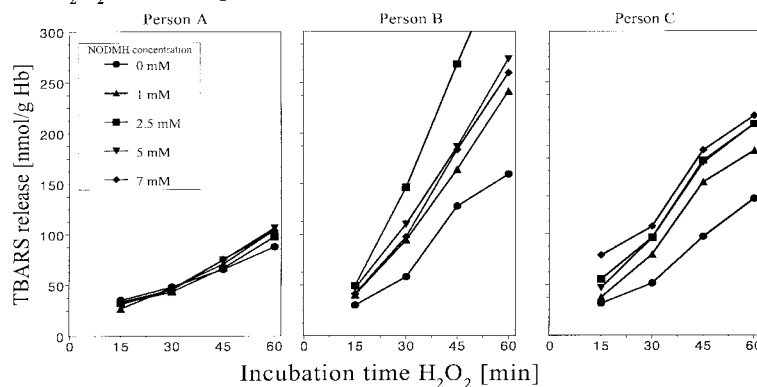 Person A
Person B
Person C
300
250
200
150
100
50
0
TBARS release [nmol/g Hb]
NODMH concentration
0 mM
1 mM
2.5 mM
5 mM
7 mM
0 15 30 45 60
0 15 30 45 60
0 15 30 45 60
Incubation time H₂O₂ [min]